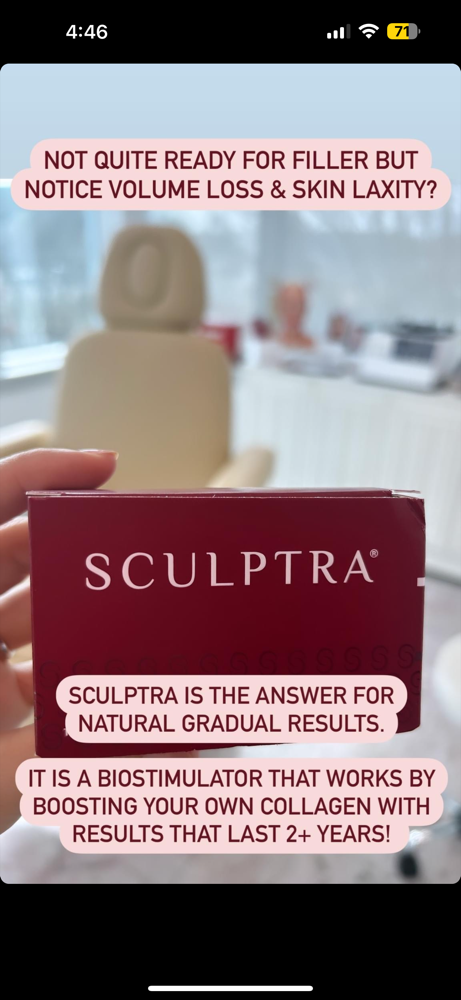 4:46
71
NOT QUITE READY FOR FILLER BUT
NOTICE VOLUME LOSS & SKIN LAXITY?
SCULPTRA®
SCULPTRA IS THE ANSWER FOR
NATURAL GRADUAL RESULTS.
IT IS A BIOSTIMULATOR THAT WORKS BY
BOOSTING YOUR OWN COLLAGEN WITH
RESULTS THAT LAST 2+ YEARS!